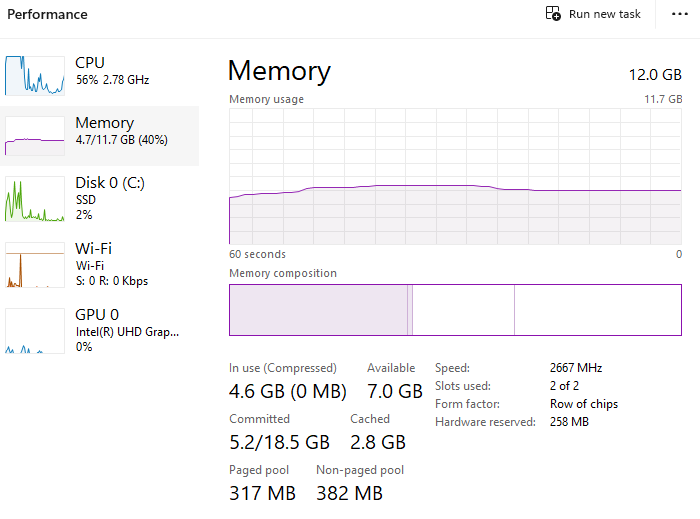 Performance
Run new task
CPU
56% 2.78 GHz
Memory
4.7/11.7 GB (40%)
Disk 0 (C:)
SSD
2%
Wi-Fi
Wi-Fi
S: 0 R: 0 Kbps
GPU 0
Intel(R) UHD Grap...
0%
Memory
12.0 GB
Memory usage
11.7 GB
60 seconds
0
Memory composition
In use (Compressed)
4.6 GB (0 MB)
Available
7.0 GB
Committed
5.2/18.5 GB
Cached
2.8 GB
Paged pool
317 MB
Non-paged pool
382 MB
Speed: 2667 MHz
Slots used: 2 of 2
Form factor: Row of chips
Hardware reserved: 258 MB